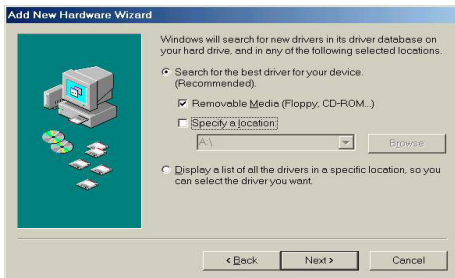 Add New Hardware Wizard
Windows will search for new drivers in its driver database on
your hard drive, and in any of the following selected locations.
Search for the best driver for your device.
(Recommended).
Removable Media (Floppy, CD-ROM...)
Specify a location:
A:\
Browse
Display a list of all the drivers in a specific location, so you
can select the driver you want.
< Back
Next >
Cancel